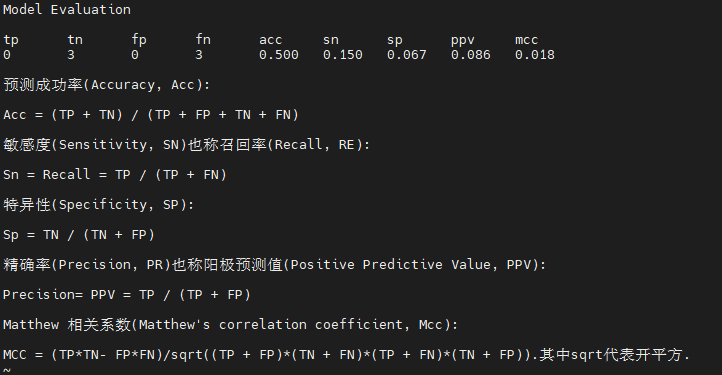 Model Evaluation
tp tn fp fn acc sn sp ppv mcc
0 3 0 3 0.500 0.150 0.067 0.086 0.018
预测成功率(Accuracy, Acc):
Acc = (TP + TN) / (TP + FP + TN + FN)
敏感度(Sensitivity, SN)也称召回率(Recall, RE):
Sn = Recall = TP / (TP + FN)
特异性(Specificity, SP):
Sp = TN / (TN + FP)
精确率(Precision, PR)也称阳极预测值(Positive Predictive Value, PPV):
Precision= PPV = TP / (TP + FP)
Matthew 相关系数(Matthew's correlation coefficient, Mcc):
MCC = (TP*TN- FP*FN)/sqrt((TP + FP)*(TN + FN)*(TP + FN)*(TN + FP)).其中sqrt代表开平方.
~